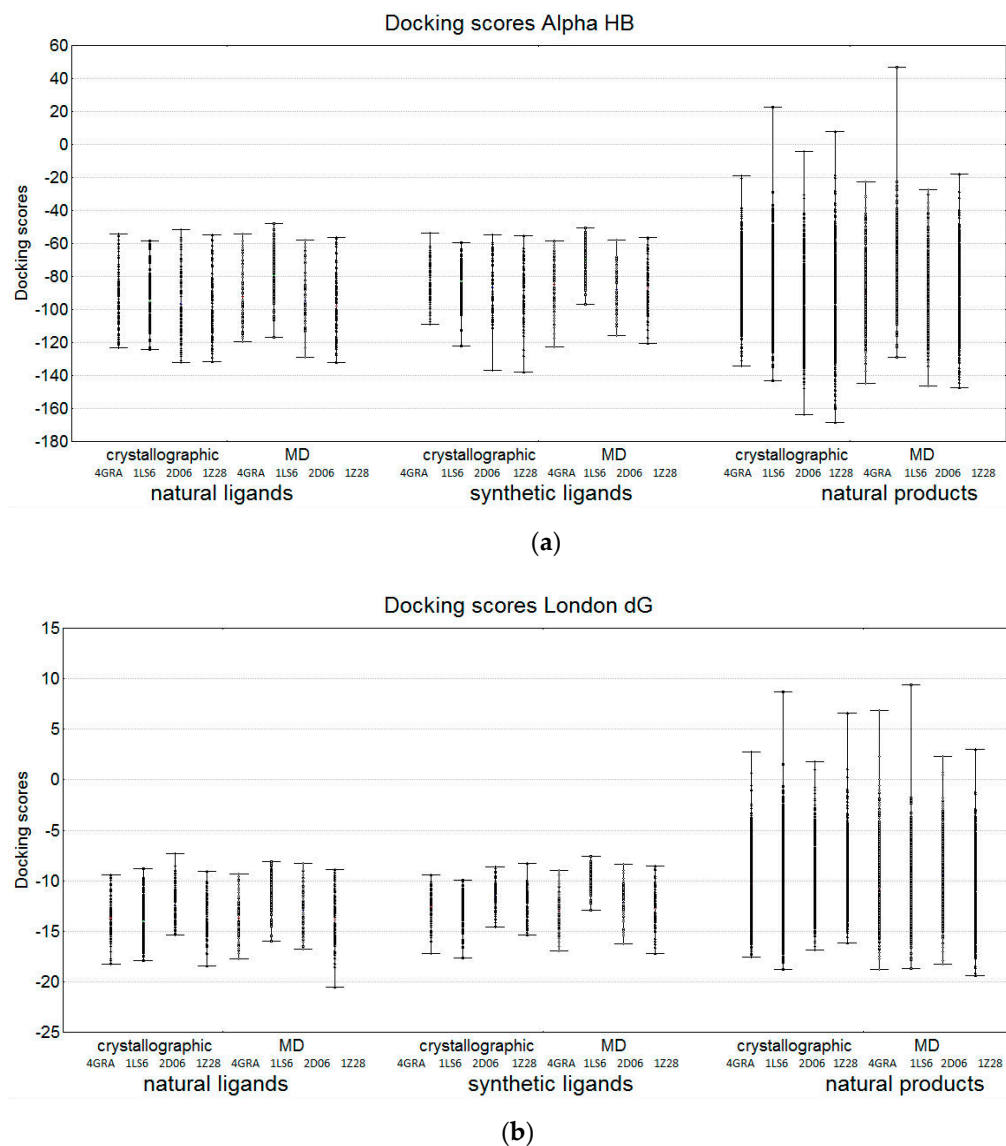 Docking scores Alpha HB
60
40
20
0
-20
-40
-60
-80
-100
-120
-140
-160
-180
Docking scores
crystallographic MD crystallographic MD crystallographic MD
4GRA 1LS6 2D06 1Z28 4GRA 1LS6 2D06 1Z28 4GRA 1LS6 2D06 1Z28 4GRA 1LS6 2D06 1Z28 4GRA 1LS6 2D06 1Z28 4GRA 1LS6 2D06 1Z28
natural ligands synthetic ligands natural products
(a)
Docking scores London dG
15
10
5
0
-5
-10
-15
-20
-25
Docking scores
crystallographic MD crystallographic MD crystallographic MD
4GRA 1LS6 2D06 1Z28 4GRA 1LS6 2D06 1Z28 4GRA 1LS6 2D06 1Z28 4GRA 1LS6 2D06 1Z28 4GRA 1LS6 2D06 1Z28 4GRA 1LS6 2D06 1Z28
natural ligands synthetic ligands natural products
(b)